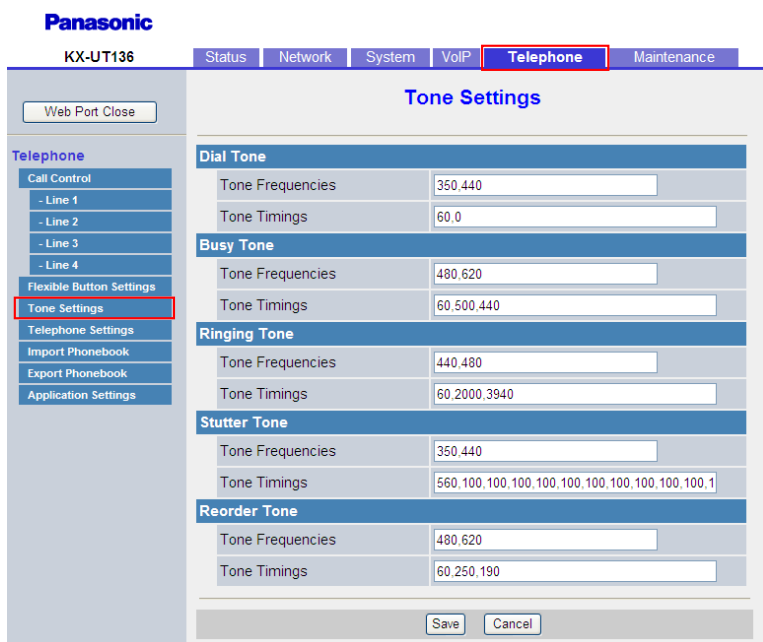 Panasonic
KX-UT136
Status Network System VoIP Telephone Maintenance
Web Port Close
Tone Settings
Telephone
Call Control
- Line 1
- Line 2
- Line 3
- Line 4
Flexible Button Settings
Tone Settings
Telephone Settings
Import Phonebook
Export Phonebook
Application Settings
Dial Tone
Tone Frequencies 350,440
Tone Timings 60,0
Busy Tone
Tone Frequencies 480,620
Tone Timings 60,500,440
Ringing Tone
Tone Frequencies 440,480
Tone Timings 60,2000,3940
Stutter Tone
Tone Frequencies 350,440
Tone Timings 560,100,100,100,100,100,100,100,100,100,100,1
Reorder Tone
Tone Frequencies 480,620
Tone Timings 60,250,190
Save Cancel